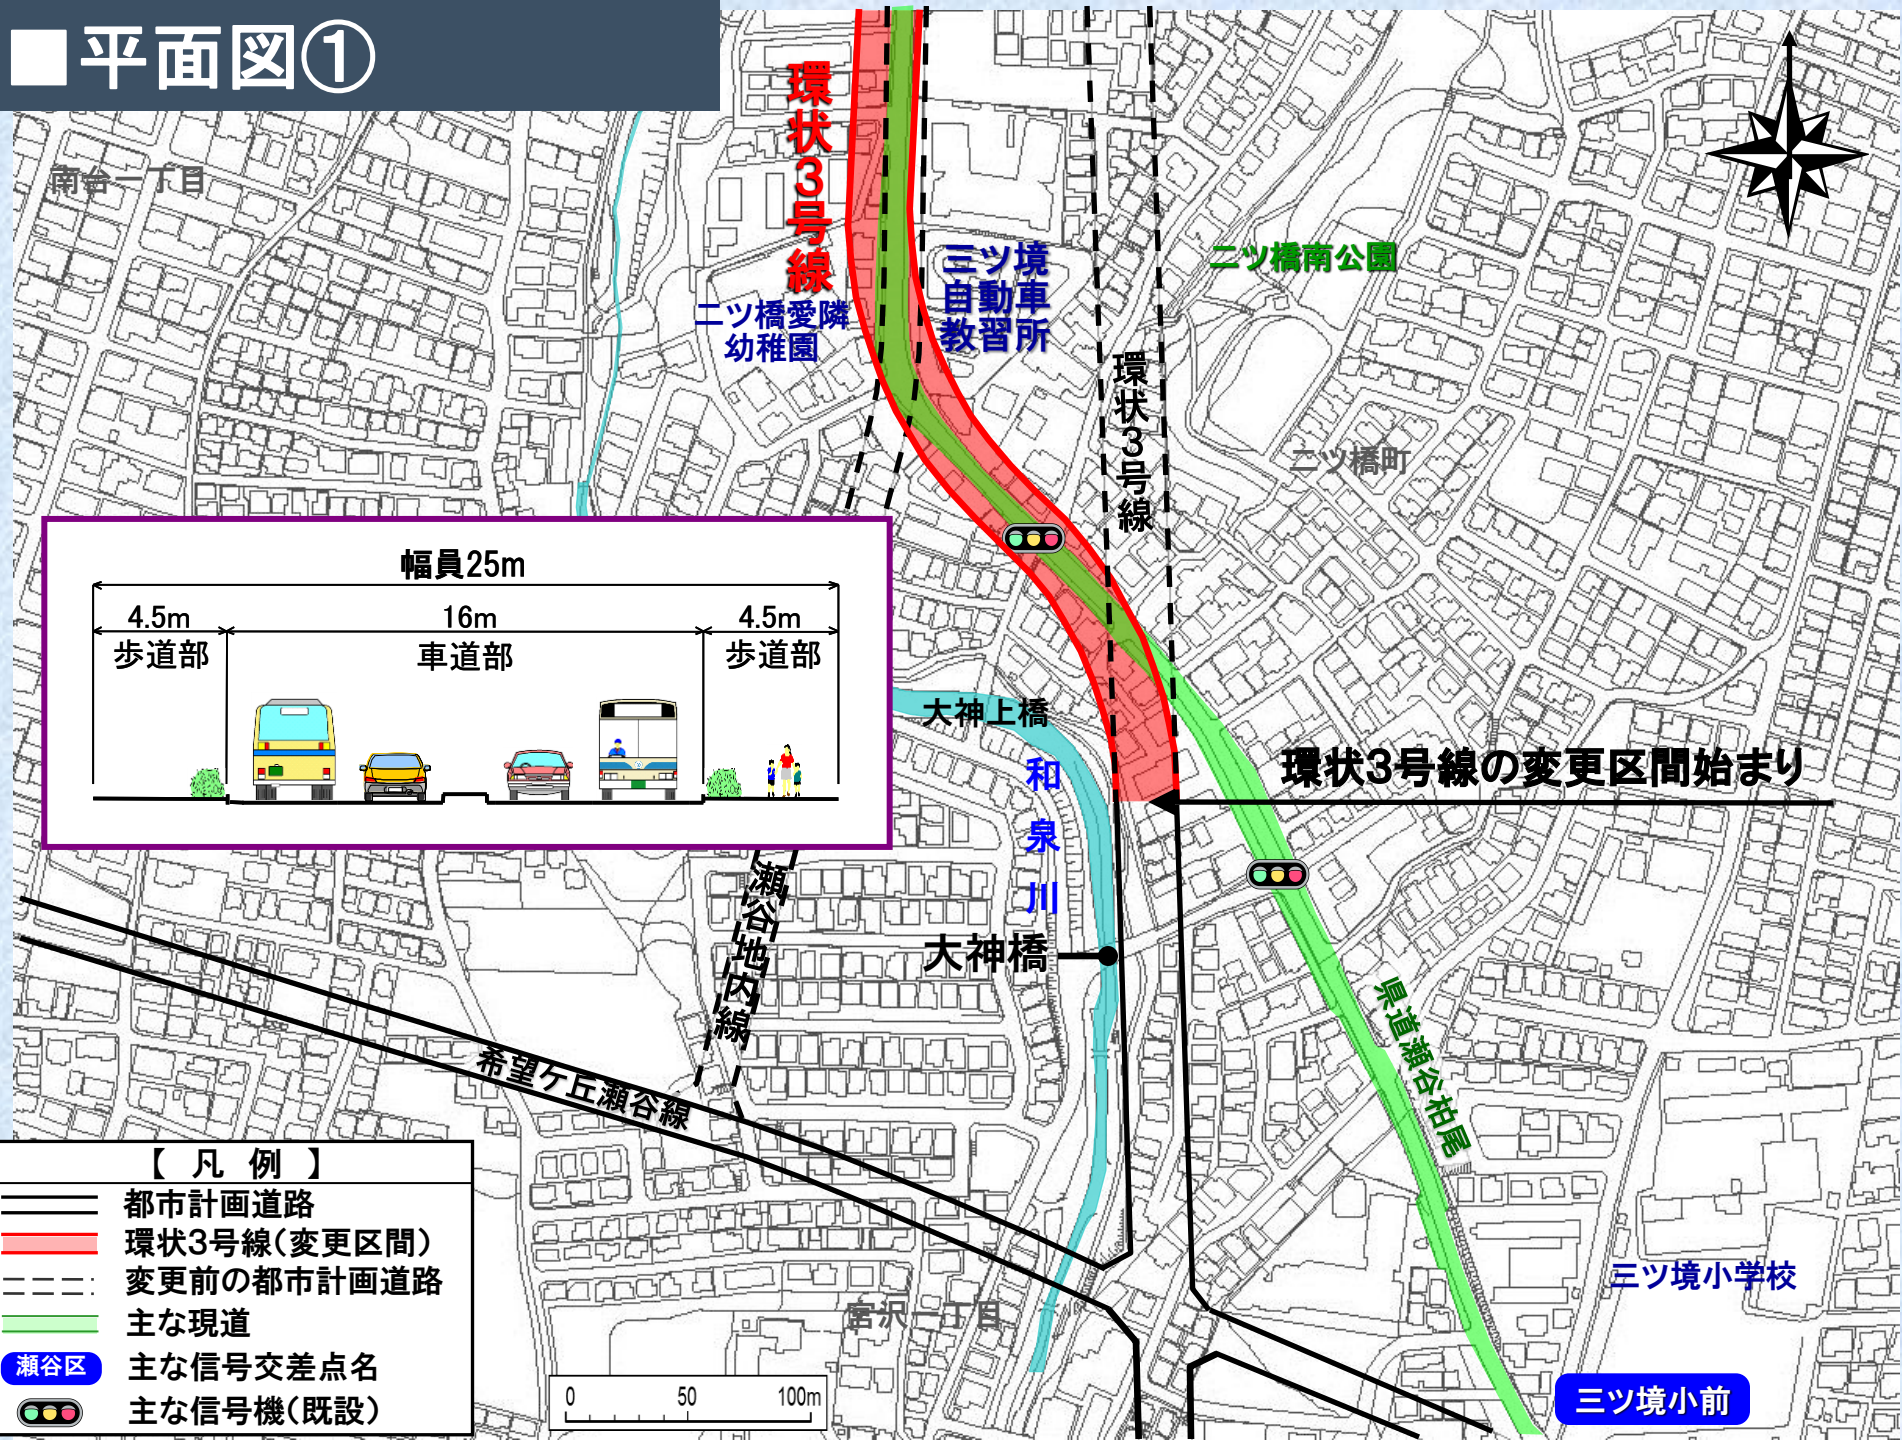 ■平面図①
南台一丁目
環状3号線
二ツ橋愛隣
幼稚園
三ツ境
自動車
教習所
二ツ橋南公園
環状3号線
二ツ橋町
幅員25m
4.5m
16m
4.5m
歩道部
車道部
歩道部
大神上橋
和泉川
環状3号線の変更区間始まり
瀬谷地内線
大神橋
県道瀬谷柏尾
希望ケ丘瀬谷線
三ツ境小学校
宮沢一丁目
三ツ境小前
【 凡 例 】
都市計画道路
環状3号線(変更区間)
変更前の都市計画道路
主な現道
瀬谷区 主な信号交差点名
主な信号機(既設)
0 50 100m